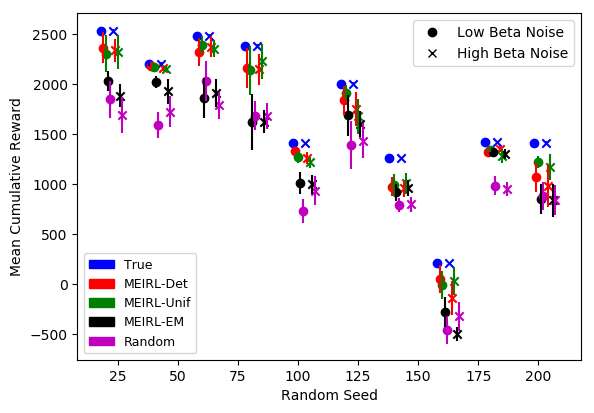 Low Beta Noise
High Beta Noise
2500
2000
1500
1000
500
0
−500
Mean Cumulative Reward
True
MEIRL-Det
MEIRL-Unif
MEIRL-EM
Random
25 50 75 100 125 150 175 200
Random Seed